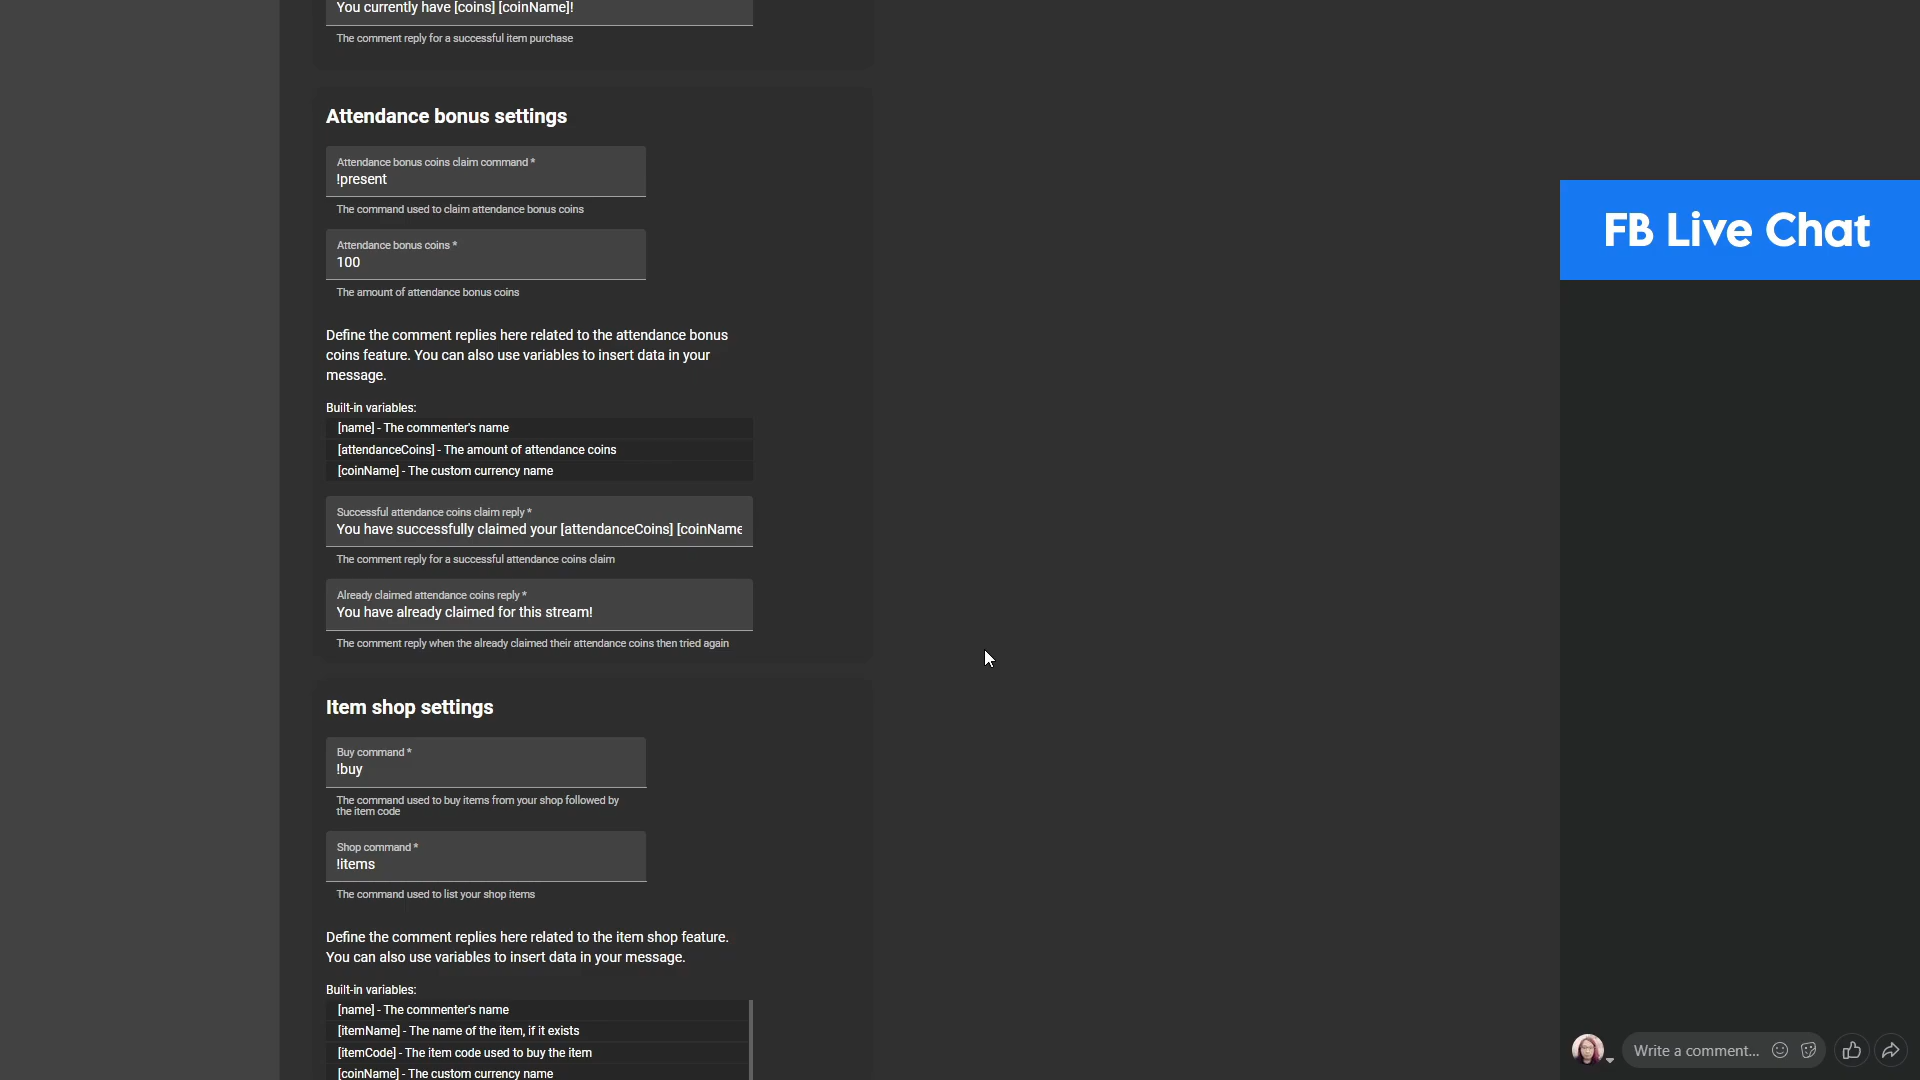 You currently have [coins] [coinName]!
The comment reply for a successful item purchase
Attendance bonus settings
Attendance bonus coins claim command *
!present
The command used to claim attendance bonus coins
Attendance bonus coins *
100
The amount of attendance bonus coins
Define the comment replies here related to the attendance bonus
coins feature. You can also use variables to insert data in your
message.
Built-in variables:
[name] - The commenter's name
[attendanceCoins] - The amount of attendance coins
[coinName] - The custom currency name
Successful attendance coins claim reply *
You have successfully claimed your [attendanceCoins] [coinName
The comment reply for a successful attendance coins claim
Already claimed attendance coins reply *
You have already claimed for this stream!
The comment reply when the already claimed their attendance coins then tried again
Item shop settings
Buy command *
!buy
The command used to buy items from your shop followed by
the item code
Shop command *
!items
The command used to list your shop items
Define the comment replies here related to the item shop feature.
You can also use variables to insert data in your message.
Built-in variables:
[name] - The commenter's name
[itemName] - The name of the item, if it exists
[itemCode] - The item code used to buy the item
[coinName] - The custom currency name
FB Live Chat
Write a comment...